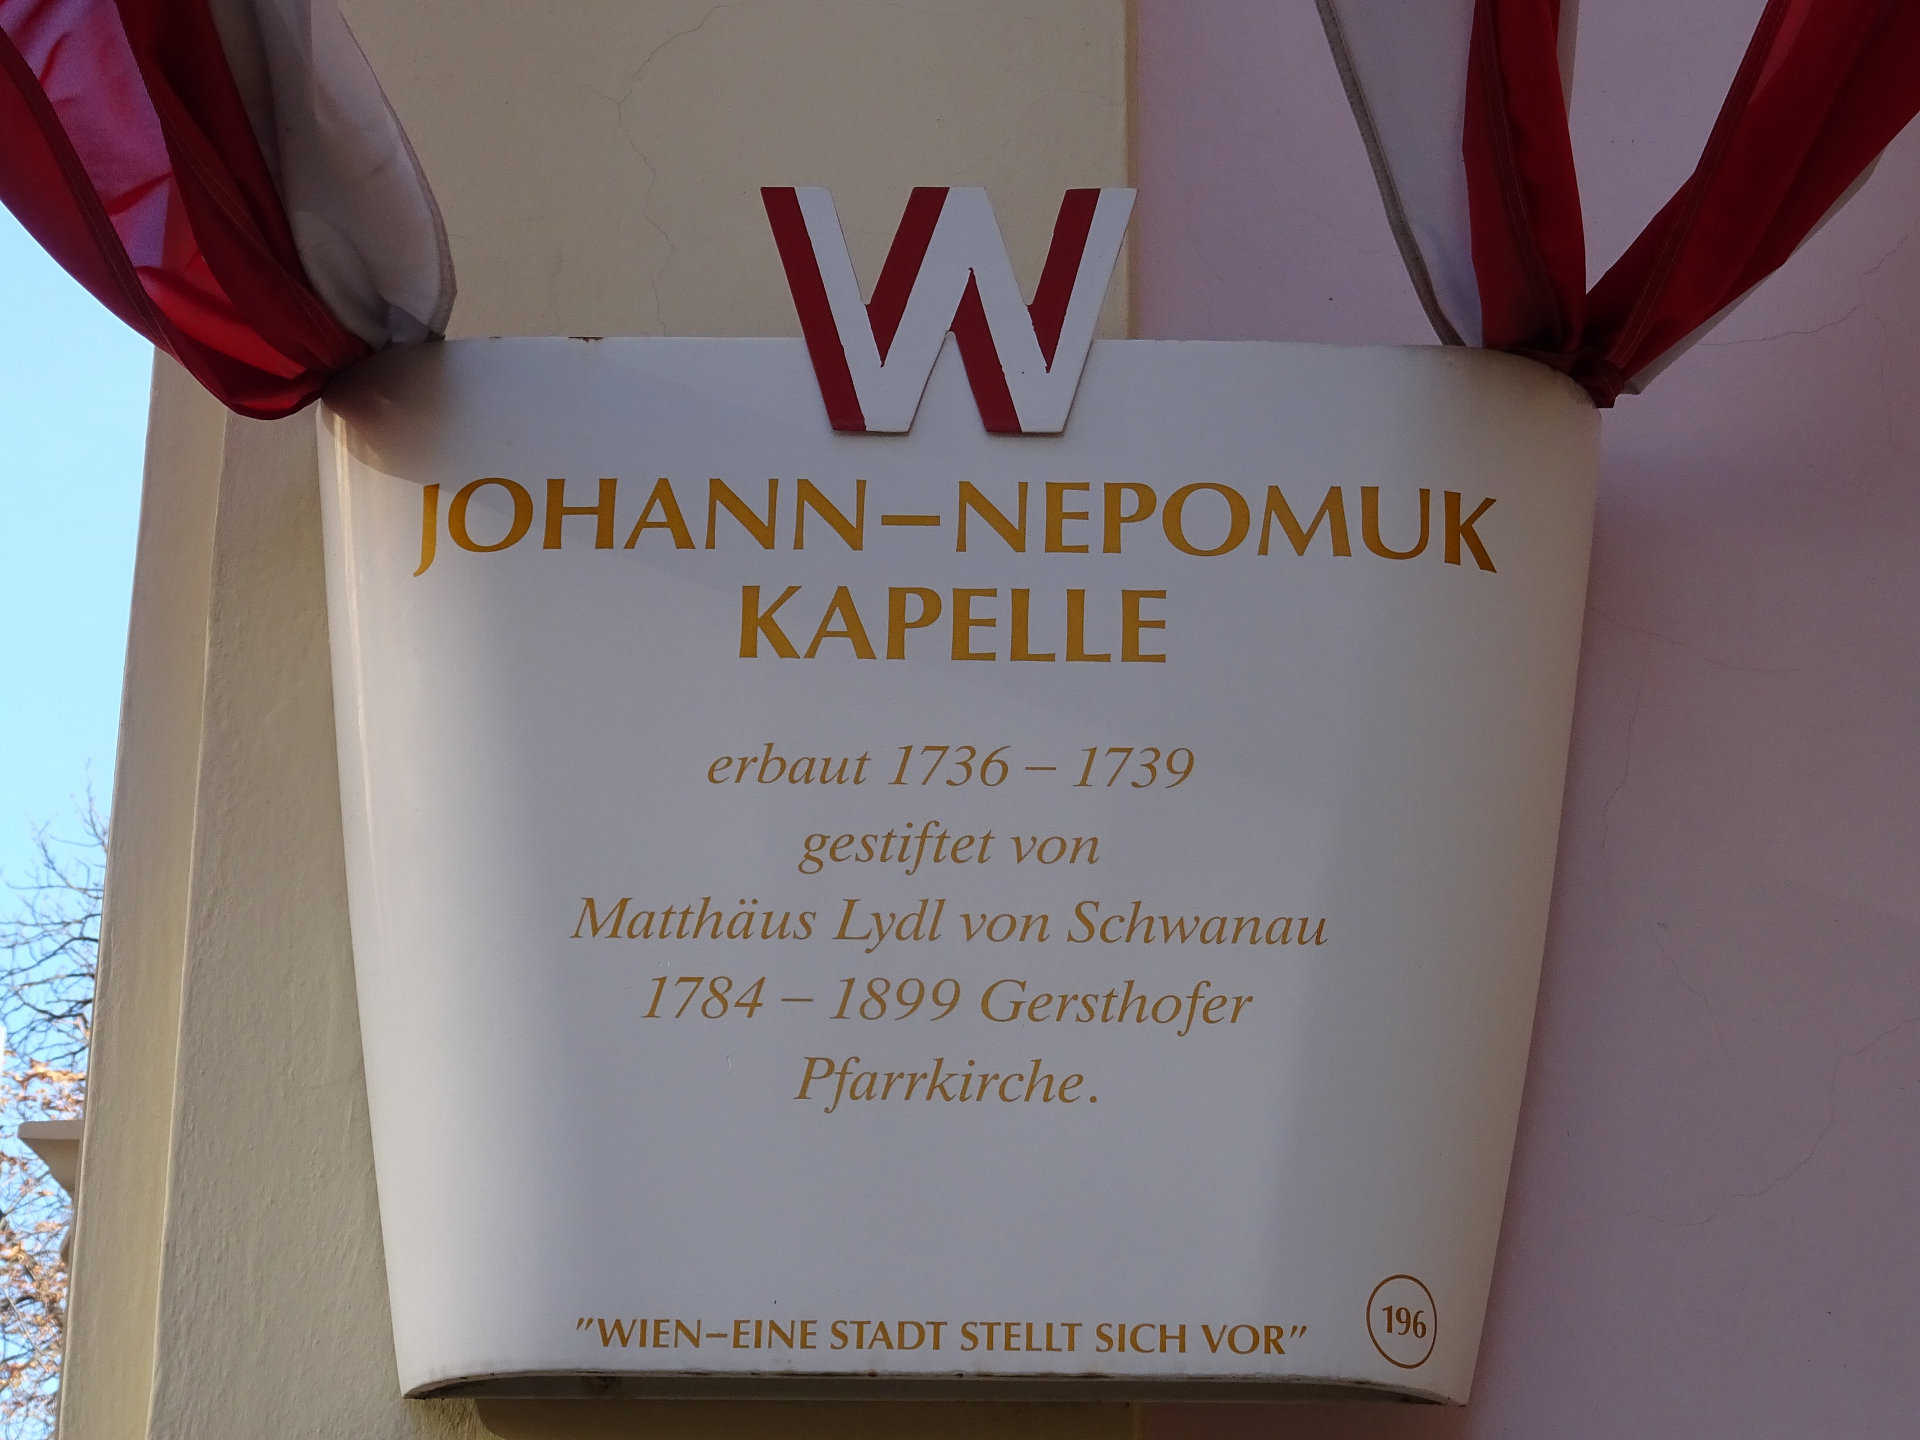 W
JOHANN–NEPOMUK
KAPELLE
erbaut 1736 – 1739
gestiftet von
Matthäus Lydl von Schwanau
1784 – 1899 Gersthofer
Pfarrkirche.
"WIEN–EINE STADT STELLT SICH VOR"
196